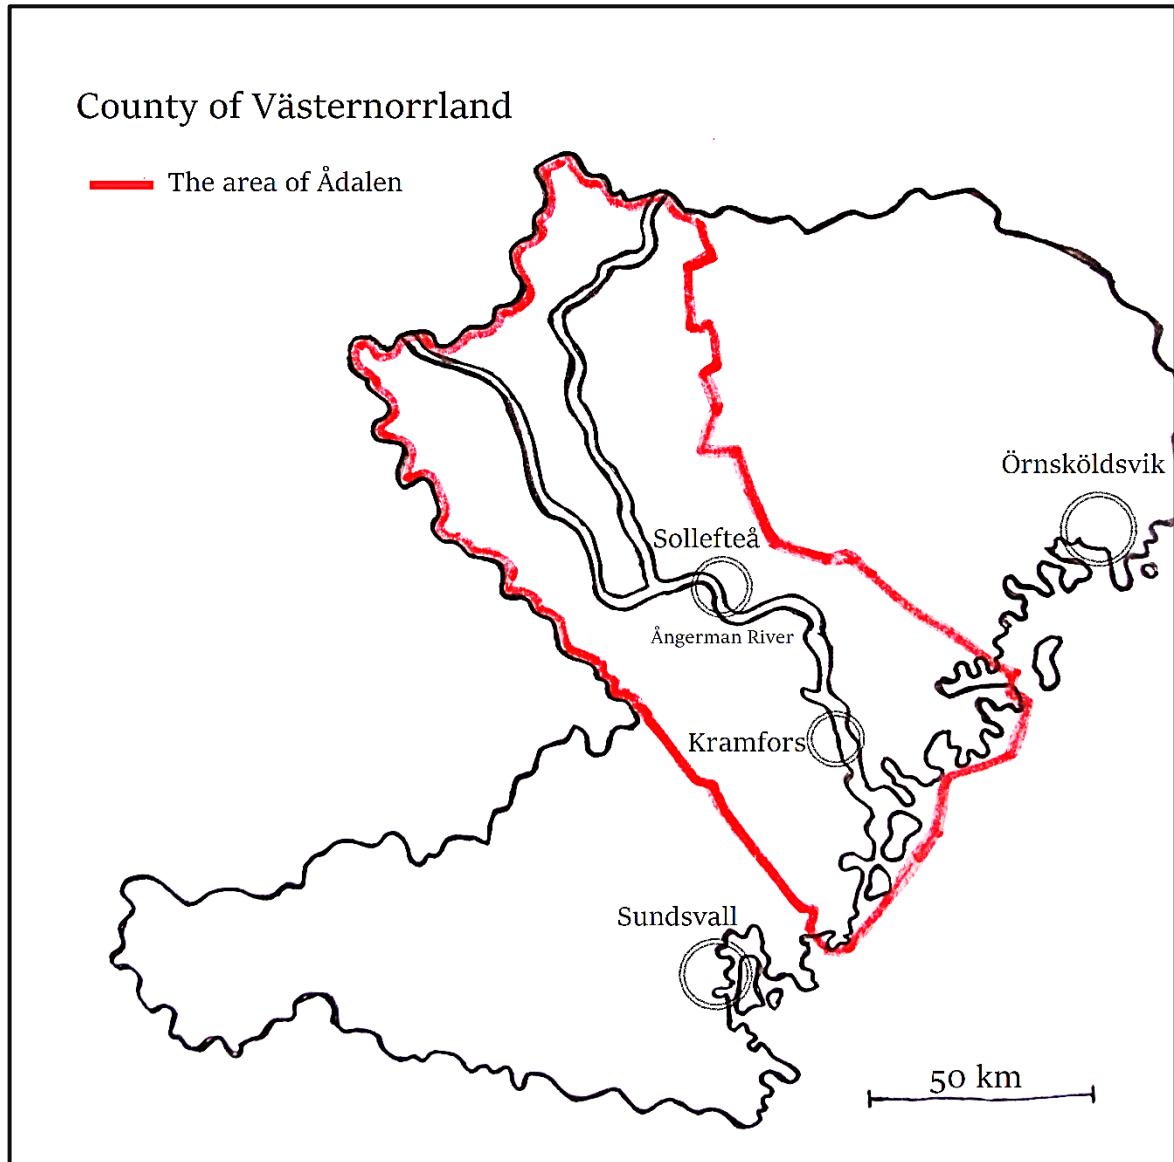 County of Västernorrland
The area of Ådalen
Örnsköldsvik
Sollefteå
Ångerman River
Kramfors
Sundsvall
50 km